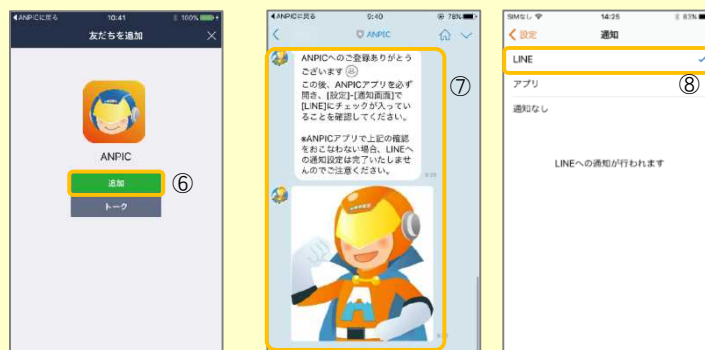 ANPICに戻る 10:41 100%
友だちを追加
ANPIC
追加
⑥
トーク
ANPICに戻る 9:40 78%
ANPIC
ANPICへのご登録ありがとう
ございます
この後、ANPICアプリを必ず
開き、[設定]-[通知画面]で
[LINE]にチェックが入ってい
ることを確認してください。
※ANPICアプリで上記の確認
をおこなわない場合、LINEへ
の通知設定は完了いたしませ
んのでご注意ください。
⑦
SIMなし 14:25 83%
設定 通知
LINE
⑧
アプリ
通知なし
LINEへの通知が行われます